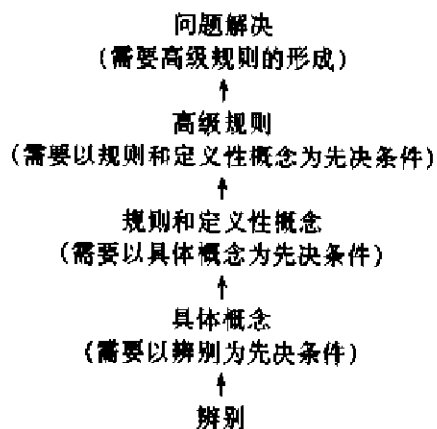 问题解决
(需要高级规则的形成)
高级规则
(需要以规则和定义性概念为先决条件)
规则和定义性概念
(需要以具体概念为先决条件)
具体概念
(需要以辨别为先决条件)
辨别